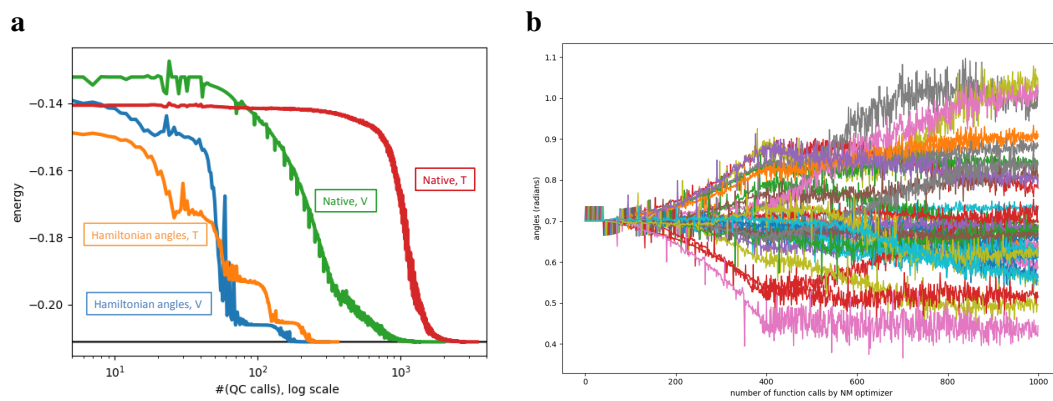 a
energy
−0.14
−0.16
−0.18
−0.20
10¹
10²
10³
#(QC calls), log scale
Native, T
Native, V
Hamiltonian angles, T
Hamiltonian angles, V
b
angles (radians)
1.1
1.0
0.9
0.8
0.7
0.6
0.5
0.4
0
200
400
600
800
1000
number of function calls by NM optimizer